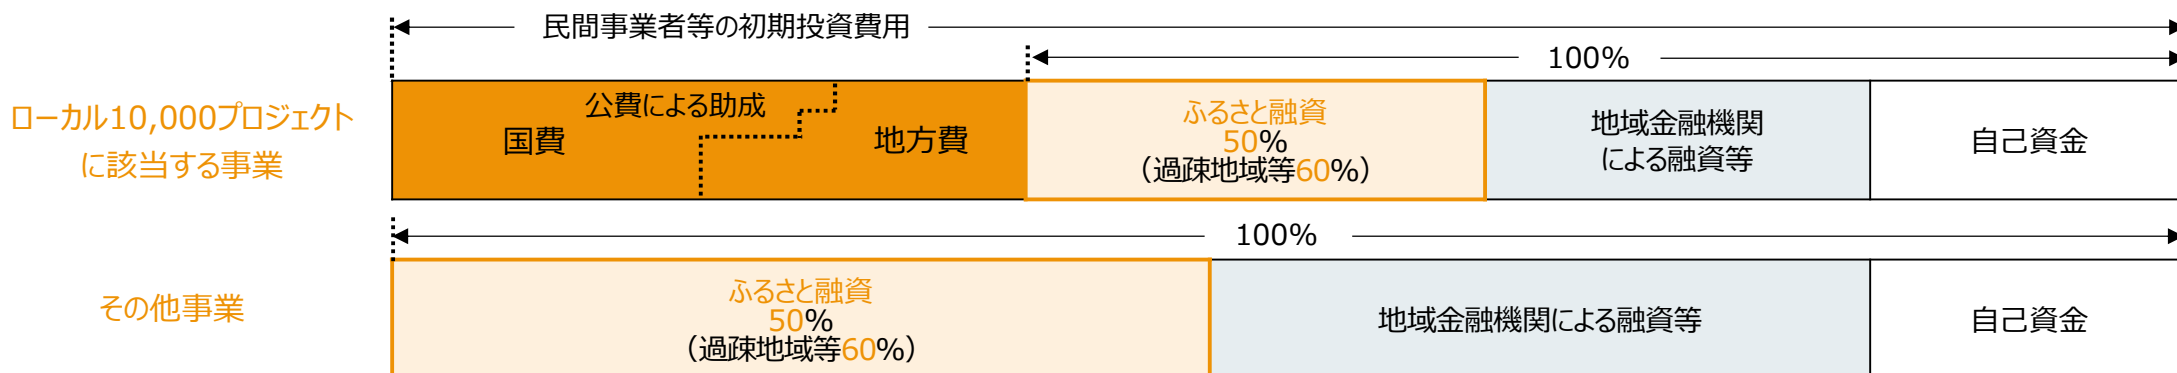 民間事業者等の初期投資費用
100%
ローカル10,000プロジェクト
に該当する事業
公費による助成
国費
地方費
ふるさと融資
50%
（過疎地域等60%）
地域金融機関
による融資等
自己資金
100%
その他事業
ふるさと融資
50%
（過疎地域等60%）
地域金融機関による融資等
自己資金